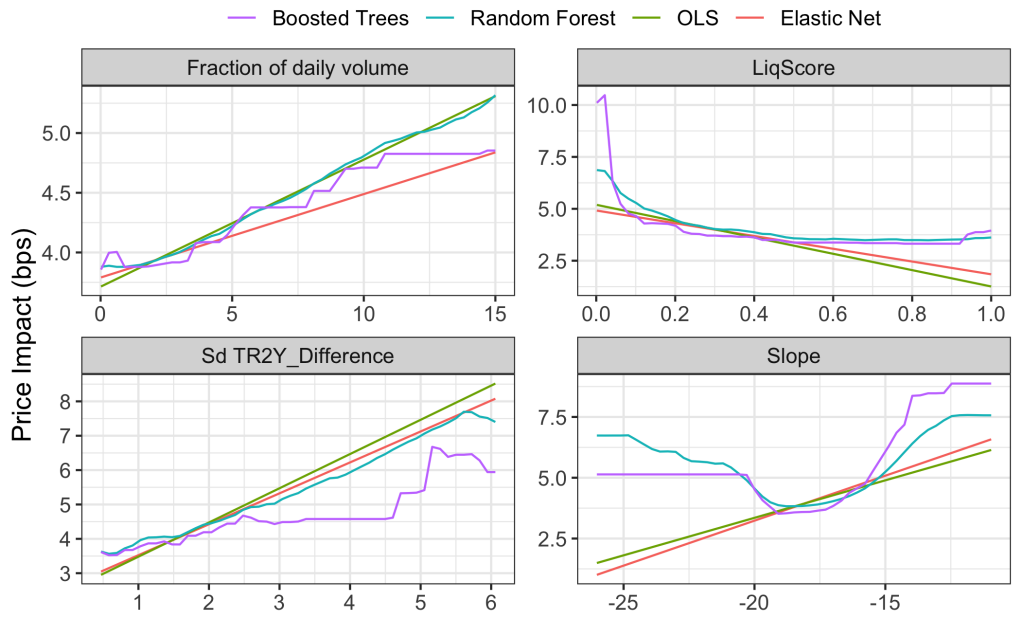 Boosted Trees Random Forest OLS Elastic Net
Fraction of daily volume
LiqScore
5.0
4.5
4.0
0 5 10 15
10.0
7.5
5.0
2.5
0.0 0.2 0.4 0.6 0.8 1.0
Price Impact (bps)
Sd TR2Y_Difference
Slope
8
7
6
5
4
3
1 2 3 4 5 6
7.5
5.0
2.5
-25 -20 -15